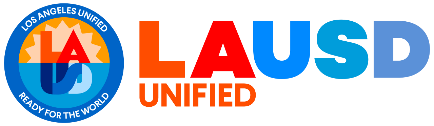 LOS ANGELES UNIFIED
LA
USD
READY FOR THE WORLD
LAUSD
UNIFIED